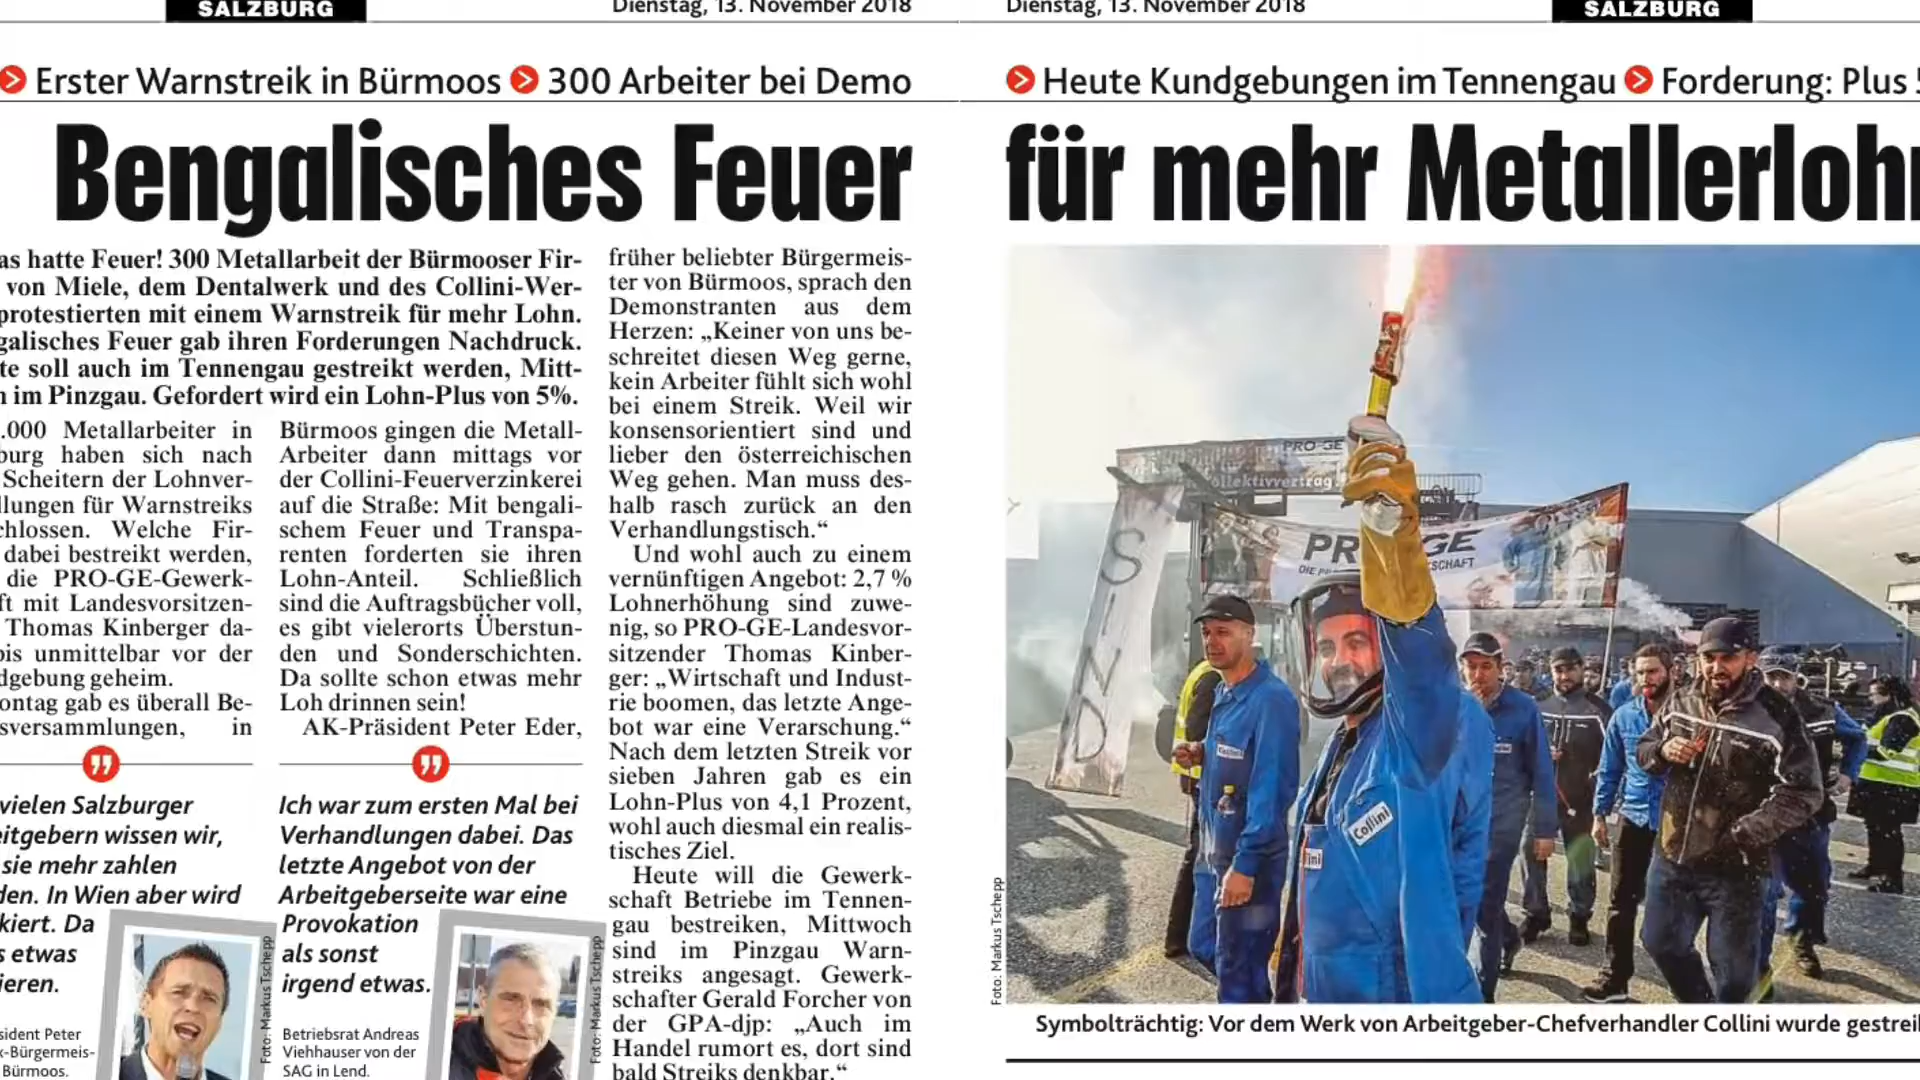 SALZBURG
Dienstag, 13. November 2018
Erster Warnstreik in Bürmoos
300 Arbeiter bei Demo
Bengalisches Feuer
as hatte Feuer! 300 Metallarbeit der Bürmooser Fir-
von Miele, dem Dentalwerk und des Collini-Wer-
protestierten mit einem Warnstreik für mehr Lohn.
galisches Feuer gab ihren Forderungen Nachdruck.
te soll auch im Tennengau gestreikt werden, Mitt-
im Pinzgau. Gefordert wird ein Lohn-Plus von 5%.
.000 Metallarbeiter in
burg haben sich nach
Scheitern der Lohnver-
llungen für Warnstreiks
chlossen. Welche Fir-
dabei bestreikt werden,
die PRO-GE-Gewerk-
ft mit Landesvorsitzen-
Thomas Kinberger da-
bis unmittelbar vor der
dgebung geheim.
ontag gab es überall Be-
sversammlungen, in
Bürmoos gingen die Metall-
Arbeiter dann mittags vor
der Collini-Feuerverzinkerei
auf die Straße: Mit bengali-
schem Feuer und Transpa-
renten forderten sie ihren
Lohn-Anteil. Schließlich
sind die Auftragsbücher voll,
es gibt vielerorts Überstun-
den und Sonderschichten.
Da sollte schon etwas mehr
Loh drinnen sein!
AK-Präsident Peter Eder,
früher beliebter Bürgermeis-
ter von Bürmoos, sprach den
Demonstranten aus dem
Herzen: „Keiner von uns be-
schreitet diesen Weg gerne,
kein Arbeiter fühlt sich wohl
bei einem Streik. Weil wir
konsensorientiert sind und
lieber den österreichischen
Weg gehen. Man muss des-
halb rasch zurück an den
Verhandlungstisch.“
Und wohl auch zu einem
vernünftigen Angebot: 2,7 %
Lohnerhöhung sind zuwe-
nig, so PRO-GE-Landesvor-
sitzender Thomas Kinber-
ger: „Wirtschaft und Indust-
rie boomen, das letzte Ange-
bot war eine Verarschung.“
Nach dem letzten Streik vor
sieben Jahren gab es ein
Lohn-Plus von 4,1 Prozent,
wohl auch diesmal ein realis-
tisches Ziel.
Heute will die Gewerk-
schaft Betriebe im Tennen-
gau bestreiken, Mittwoch
sind im Pinzgau Warn-
streiks angesagt. Gewerk-
schafter Gerald Forcher von
der GPA-djp: „Auch im
Handel rumort es, dort sind
bald Streiks denkbar.“
vielen Salzburger
eitgebern wissen wir,
sie mehr zahlen
den. In Wien aber wird
kiert. Da
s etwas
ieren.
sident Peter
x-Bürgermeis-
Bürmoos.
Foto: Markus Tschepp
Ich war zum ersten Mal bei
Verhandlungen dabei. Das
letzte Angebot von der
Arbeitgeberseite war eine
Provokation
als sonst
irgend etwas.
Betriebsrat Andreas
Viehhauser von der
SAG in Lend.
Foto: Markus Tschepp
Dienstag, 13. November 2018
SALZBURG
Heute Kundgebungen im Tennengau
Forderung: Plus 5
für mehr Metallerlohn
PRO-GE
ollektivvertrag
SIND
PR GE
Collini
lini
Foto: Markus Tschepp
Symbolträchtig: Vor dem Werk von Arbeitgeber-Chefverhandler Collini wurde gestreik